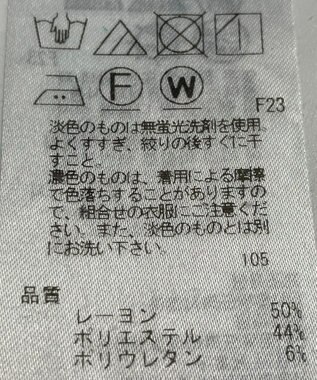 F W
F23
淡色のものは無蛍光洗剤を使用、
よくすすぎ、絞りの後すぐに干
すこと。
濃色のものは、着用による摩擦
で色落ちすることがありますの
で、組合せの衣服にご注意くだ
さい。また、淡色のものとは別
にお洗い下さい。
105
品質
レーヨン 50%
ポリエステル 44%
ポリウレタン 6%